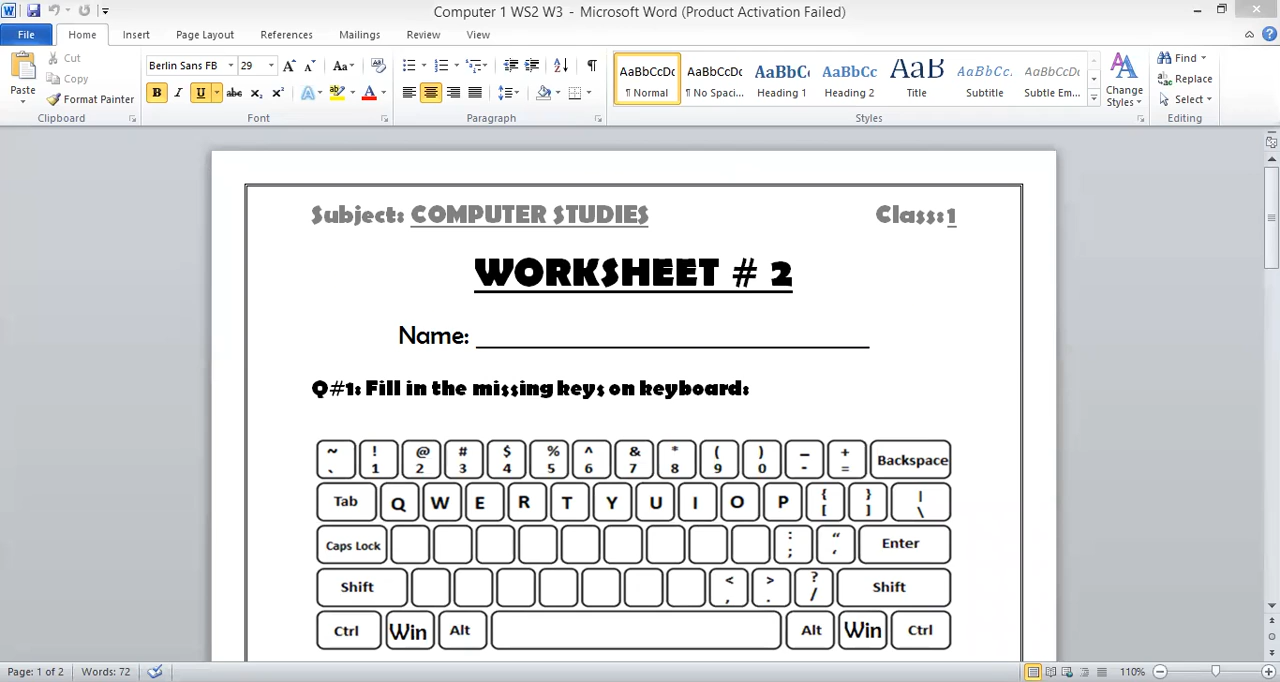 Computer 1 WS2 W3 - Microsoft Word (Product Activation Failed)
File Home Insert Page Layout References Mailings Review View
Cut
Copy
Paste
Format Painter
Clipboard
Berlin Sans FB 29
Font
Paragraph
AaBbCcDc AaBbCcDc AaBbC AaBbCc AaB AaBbCc. AaBbCcDc
¶ Normal ¶ No Spaci... Heading 1 Heading 2 Title Subtitle Subtle Em...
Styles
Change
Styles
Find
Replace
Select
Editing
Subject: COMPUTER STUDIES Class:1
WORKSHEET # 2
Name: ____________________
Q#1: Fill in the missing keys on keyboard:
~ ! @ # $ % ^ & * ( ) _ +
` 1 2 3 4 5 6 7 8 9 0 - = Backspace
Tab Q W E R T Y U I O P { [ } ] | \
Caps Lock : ; “ ‘ Enter
Shift < , > . ? / Shift
Ctrl Win Alt Alt Win Ctrl
Page: 1 of 2 Words: 72 110%